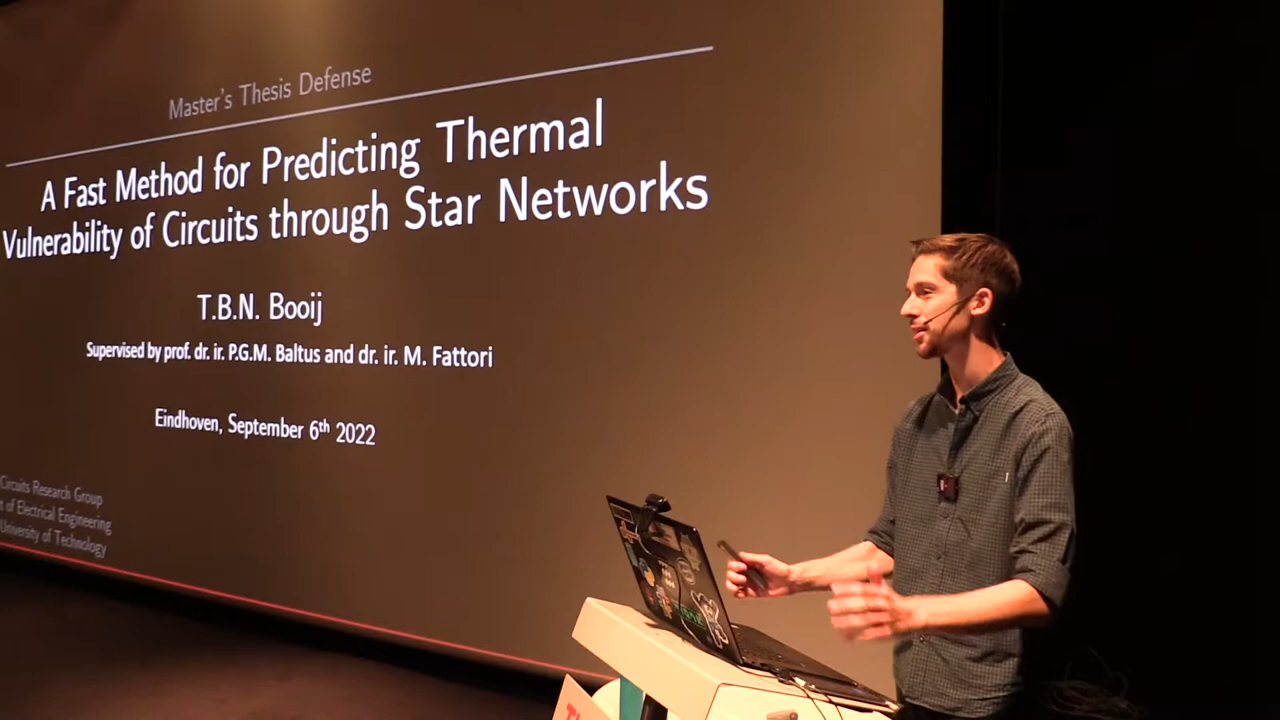 Master's Thesis Defense
A Fast Method for Predicting Thermal
Vulnerability of Circuits through Star Networks
T.B.N. Booij
Supervised by prof. dr. ir. P.G.M. Baltus and dr. ir. M. Fattori
Eindhoven, September 6th 2022
Circuits Research Group
of Electrical Engineering
University of Technology